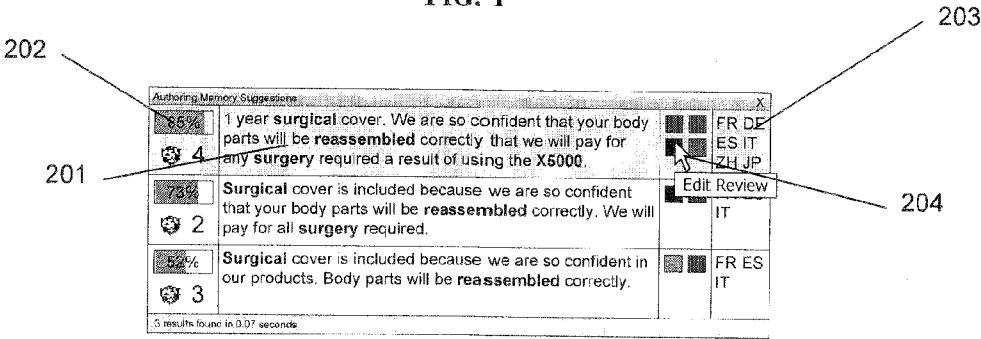 FIG. 4
203
202
Authoring Memory Suggestions X
85% 1 year surgical cover. We are so confident that your body FR DE
parts will be reassembled correctly that we will pay for ES IT
4 any surgery required a result of using the X5000. ZH JP
201
Edit Review
204
73% Surgical cover is included because we are so confident
that your body parts will be reassembled correctly. We will IT
2 pay for all surgery required.
52% Surgical cover is included because we are so confident in FR ES
our products. Body parts will be reassembled correctly. IT
3
3 results found in 0.07 seconds